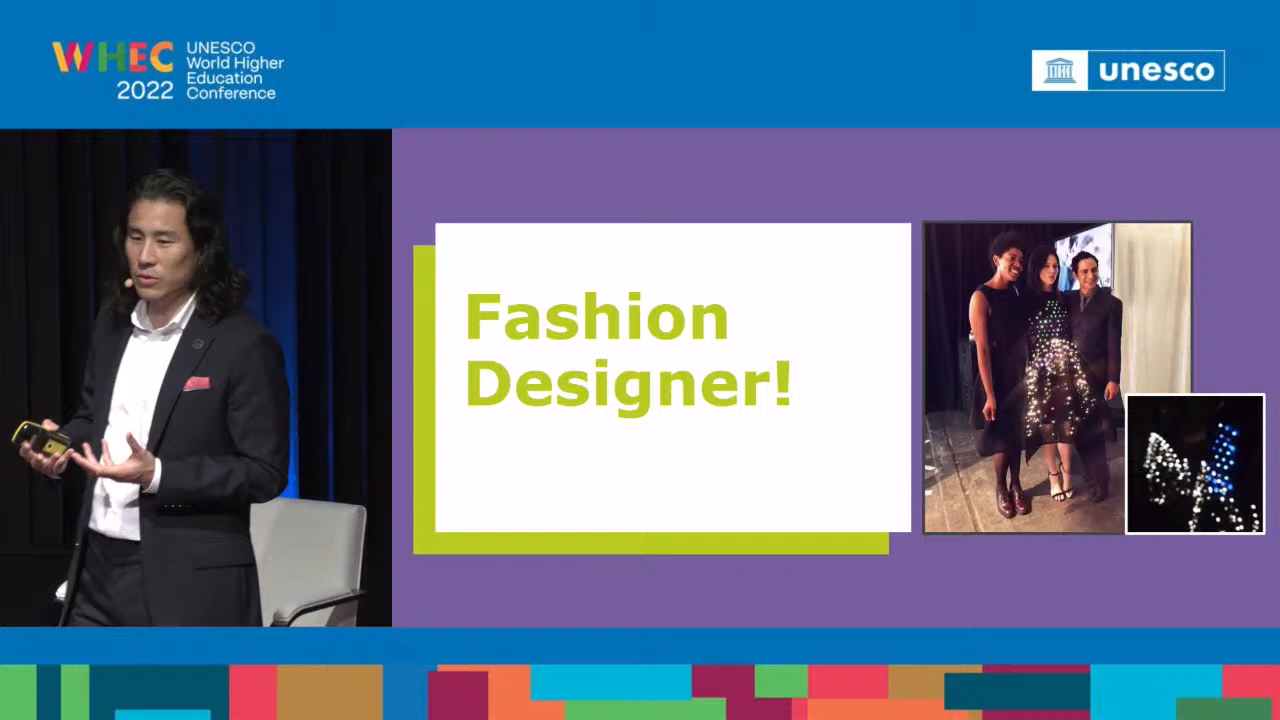 WHEC
2022
UNESCO
World Higher
Education
Conference
unesco
Fashion
Designer!